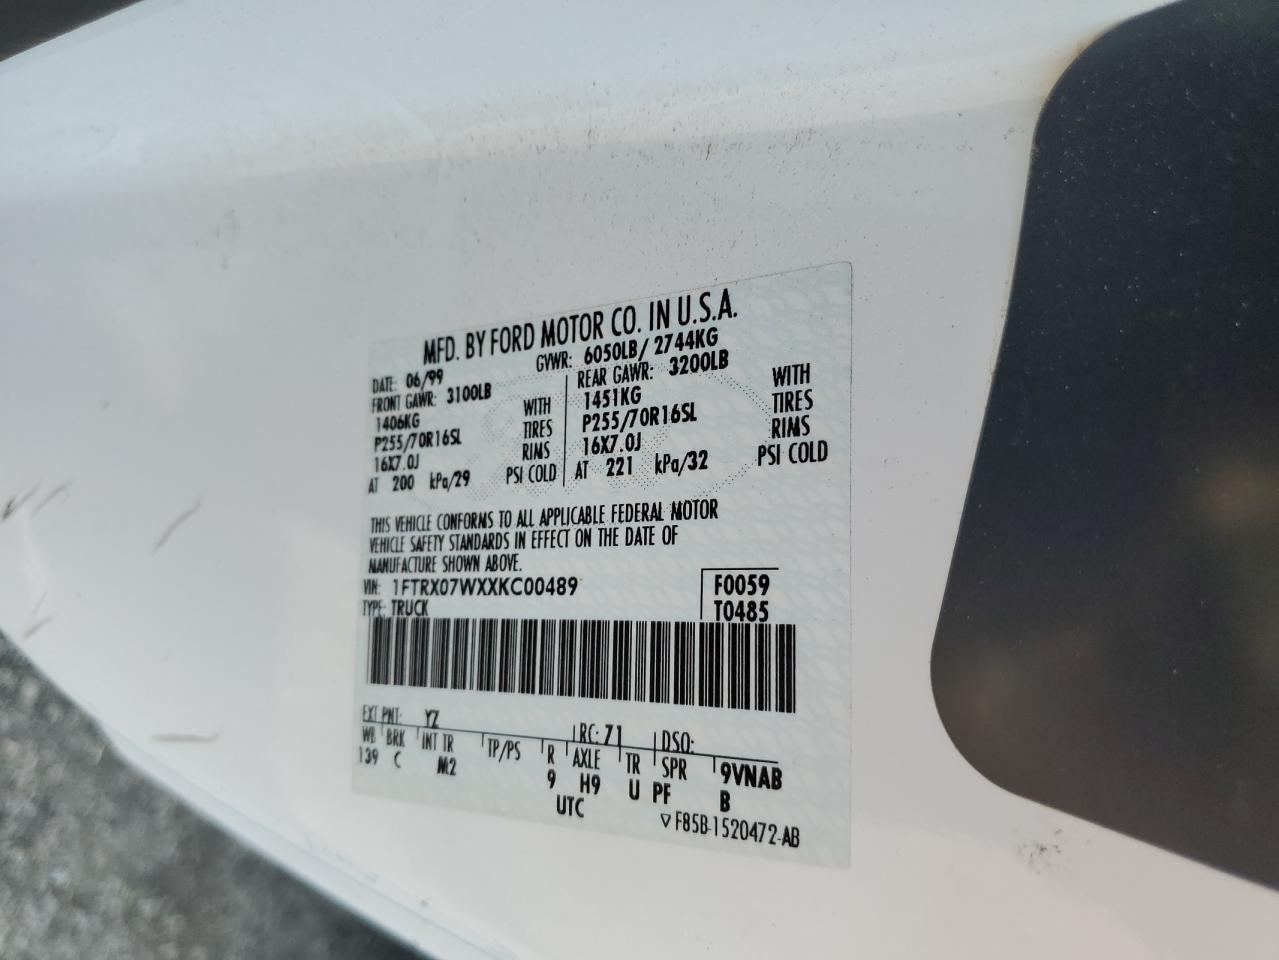 MFD. BY FORD MOTOR CO. IN U.S.A.
DATE: 06/99 GVWR: 6050LB/ 2744KG
FRONT GAWR: 3100LB REAR GAWR: 3200LB
1406KG WITH 1451KG WITH
P255/70R16SL TIRES P255/70R16SL TIRES
16X7.0J RIMS 16X7.0J RIMS
AT 200 kPa/29 PSI COLD AT 221 kPa/32 PSI COLD
THIS VEHICLE CONFORMS TO ALL APPLICABLE FEDERAL MOTOR
VEHICLE SAFETY STANDARDS IN EFFECT ON THE DATE OF
MANUFACTURE SHOWN ABOVE.
VIN: 1FTRX07WXXKC00489 F0059
TYPE: TRUCK T0485
EXT PNT: YZ RC: 71 DSO:
WB BRK INT TR TP/PS R AXLE TR SPR 9VNAB
139 C M2 9 H9 U PF B
UTC
▽ F85B-1520472-AB